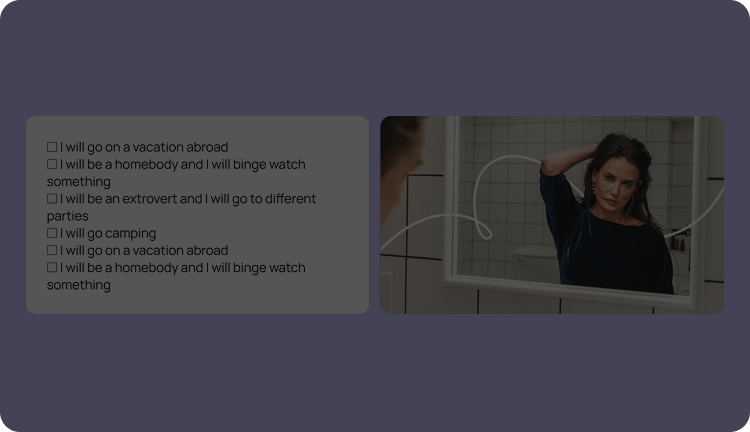 ☐ I will go on a vacation abroad
☐ I will be a homebody and I will binge watch
something
☐ I will be an extrovert and I will go to different
parties
☐ I will go camping
☐ I will go on a vacation abroad
☐ I will be a homebody and I will binge watch
something